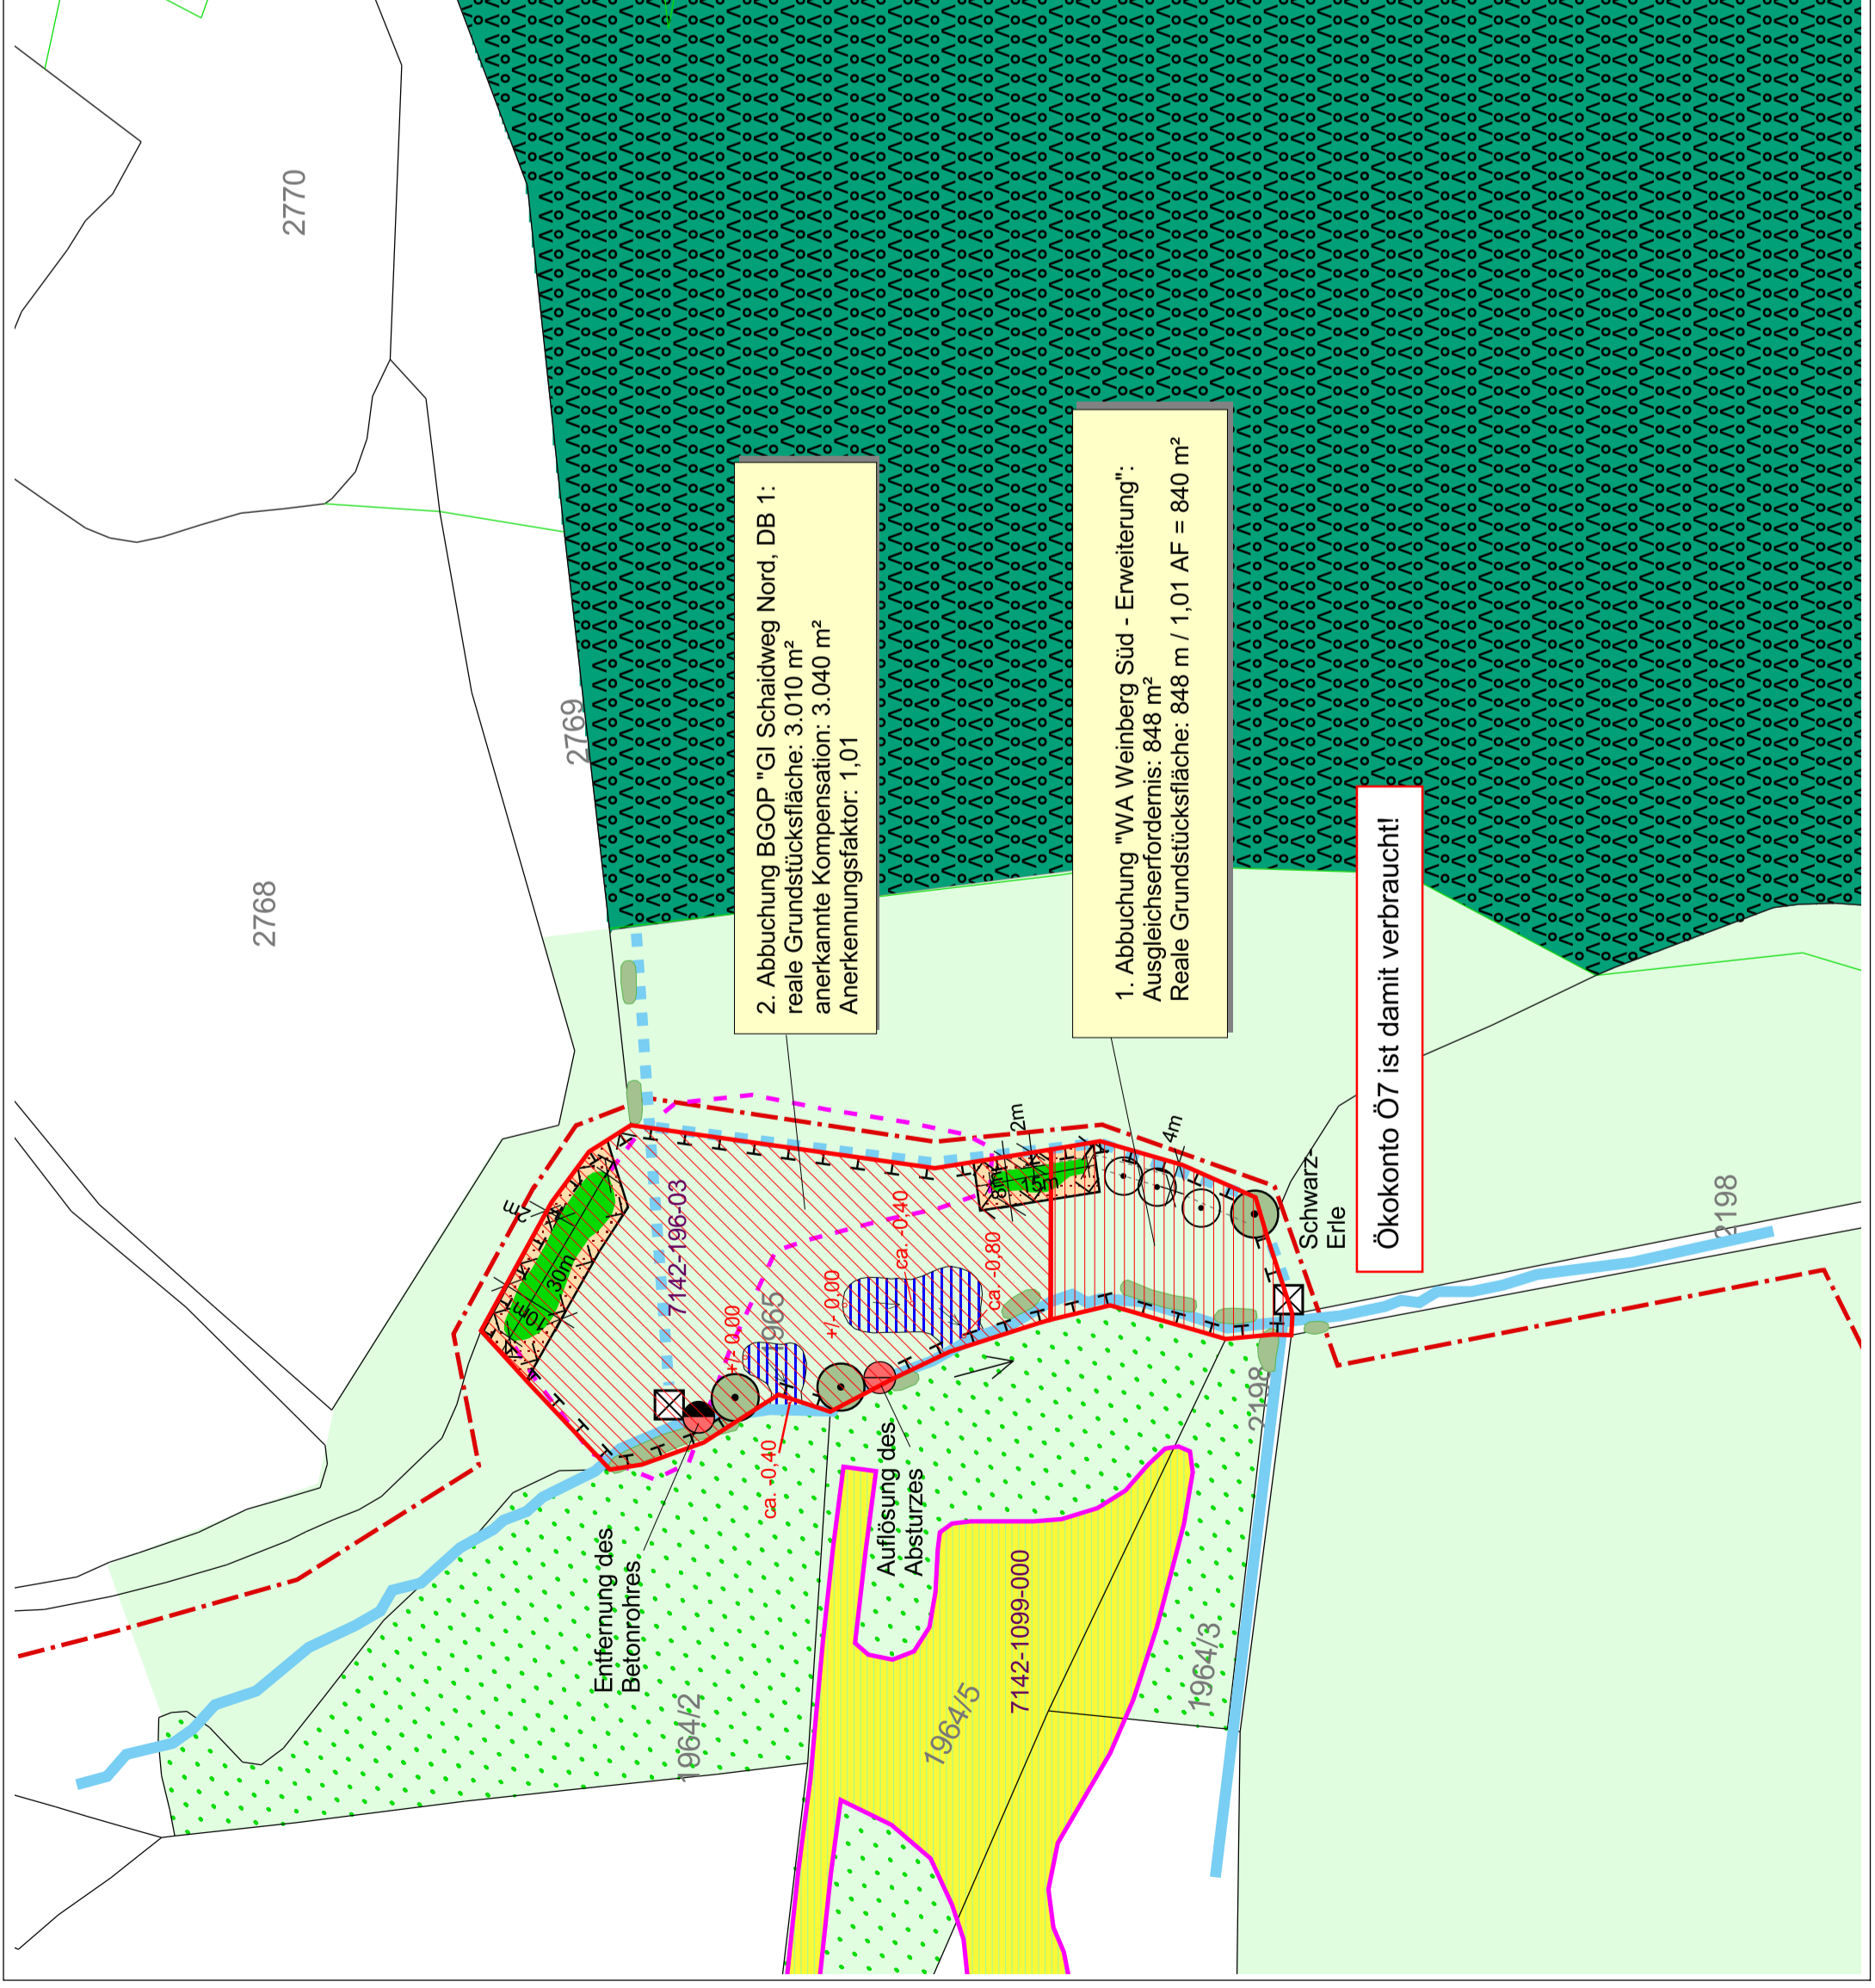 2770
2768
2769
2. Abbuchung BGOP "GI Schaidweg Nord, DB 1:
reale Grundstücksfläche: 3.010 m²
anerkannte Kompensation: 3.040 m²
Anerkennungsfaktor: 1,01
1. Abbuchung "WA Weinberg Süd - Erweiterung":
Ausgleichserfordernis: 848 m²
Reale Grundstücksfläche: 848 m / 1,01 AF = 840 m²
Ökokonto Ö7 ist damit verbraucht!
2m
30m
10m
7142-196-03
1965
+/- 0,00
+/- 0,00
ca. -0,40
ca. -0,80
ca. -0,40
2m
8m
15m
4m
Schwarz-
Erle
2198
2198
Entfernung des
Betonrohres
Auflösung des
Absturzes
1964/2
1964/5
7142-1099-000
1964/3